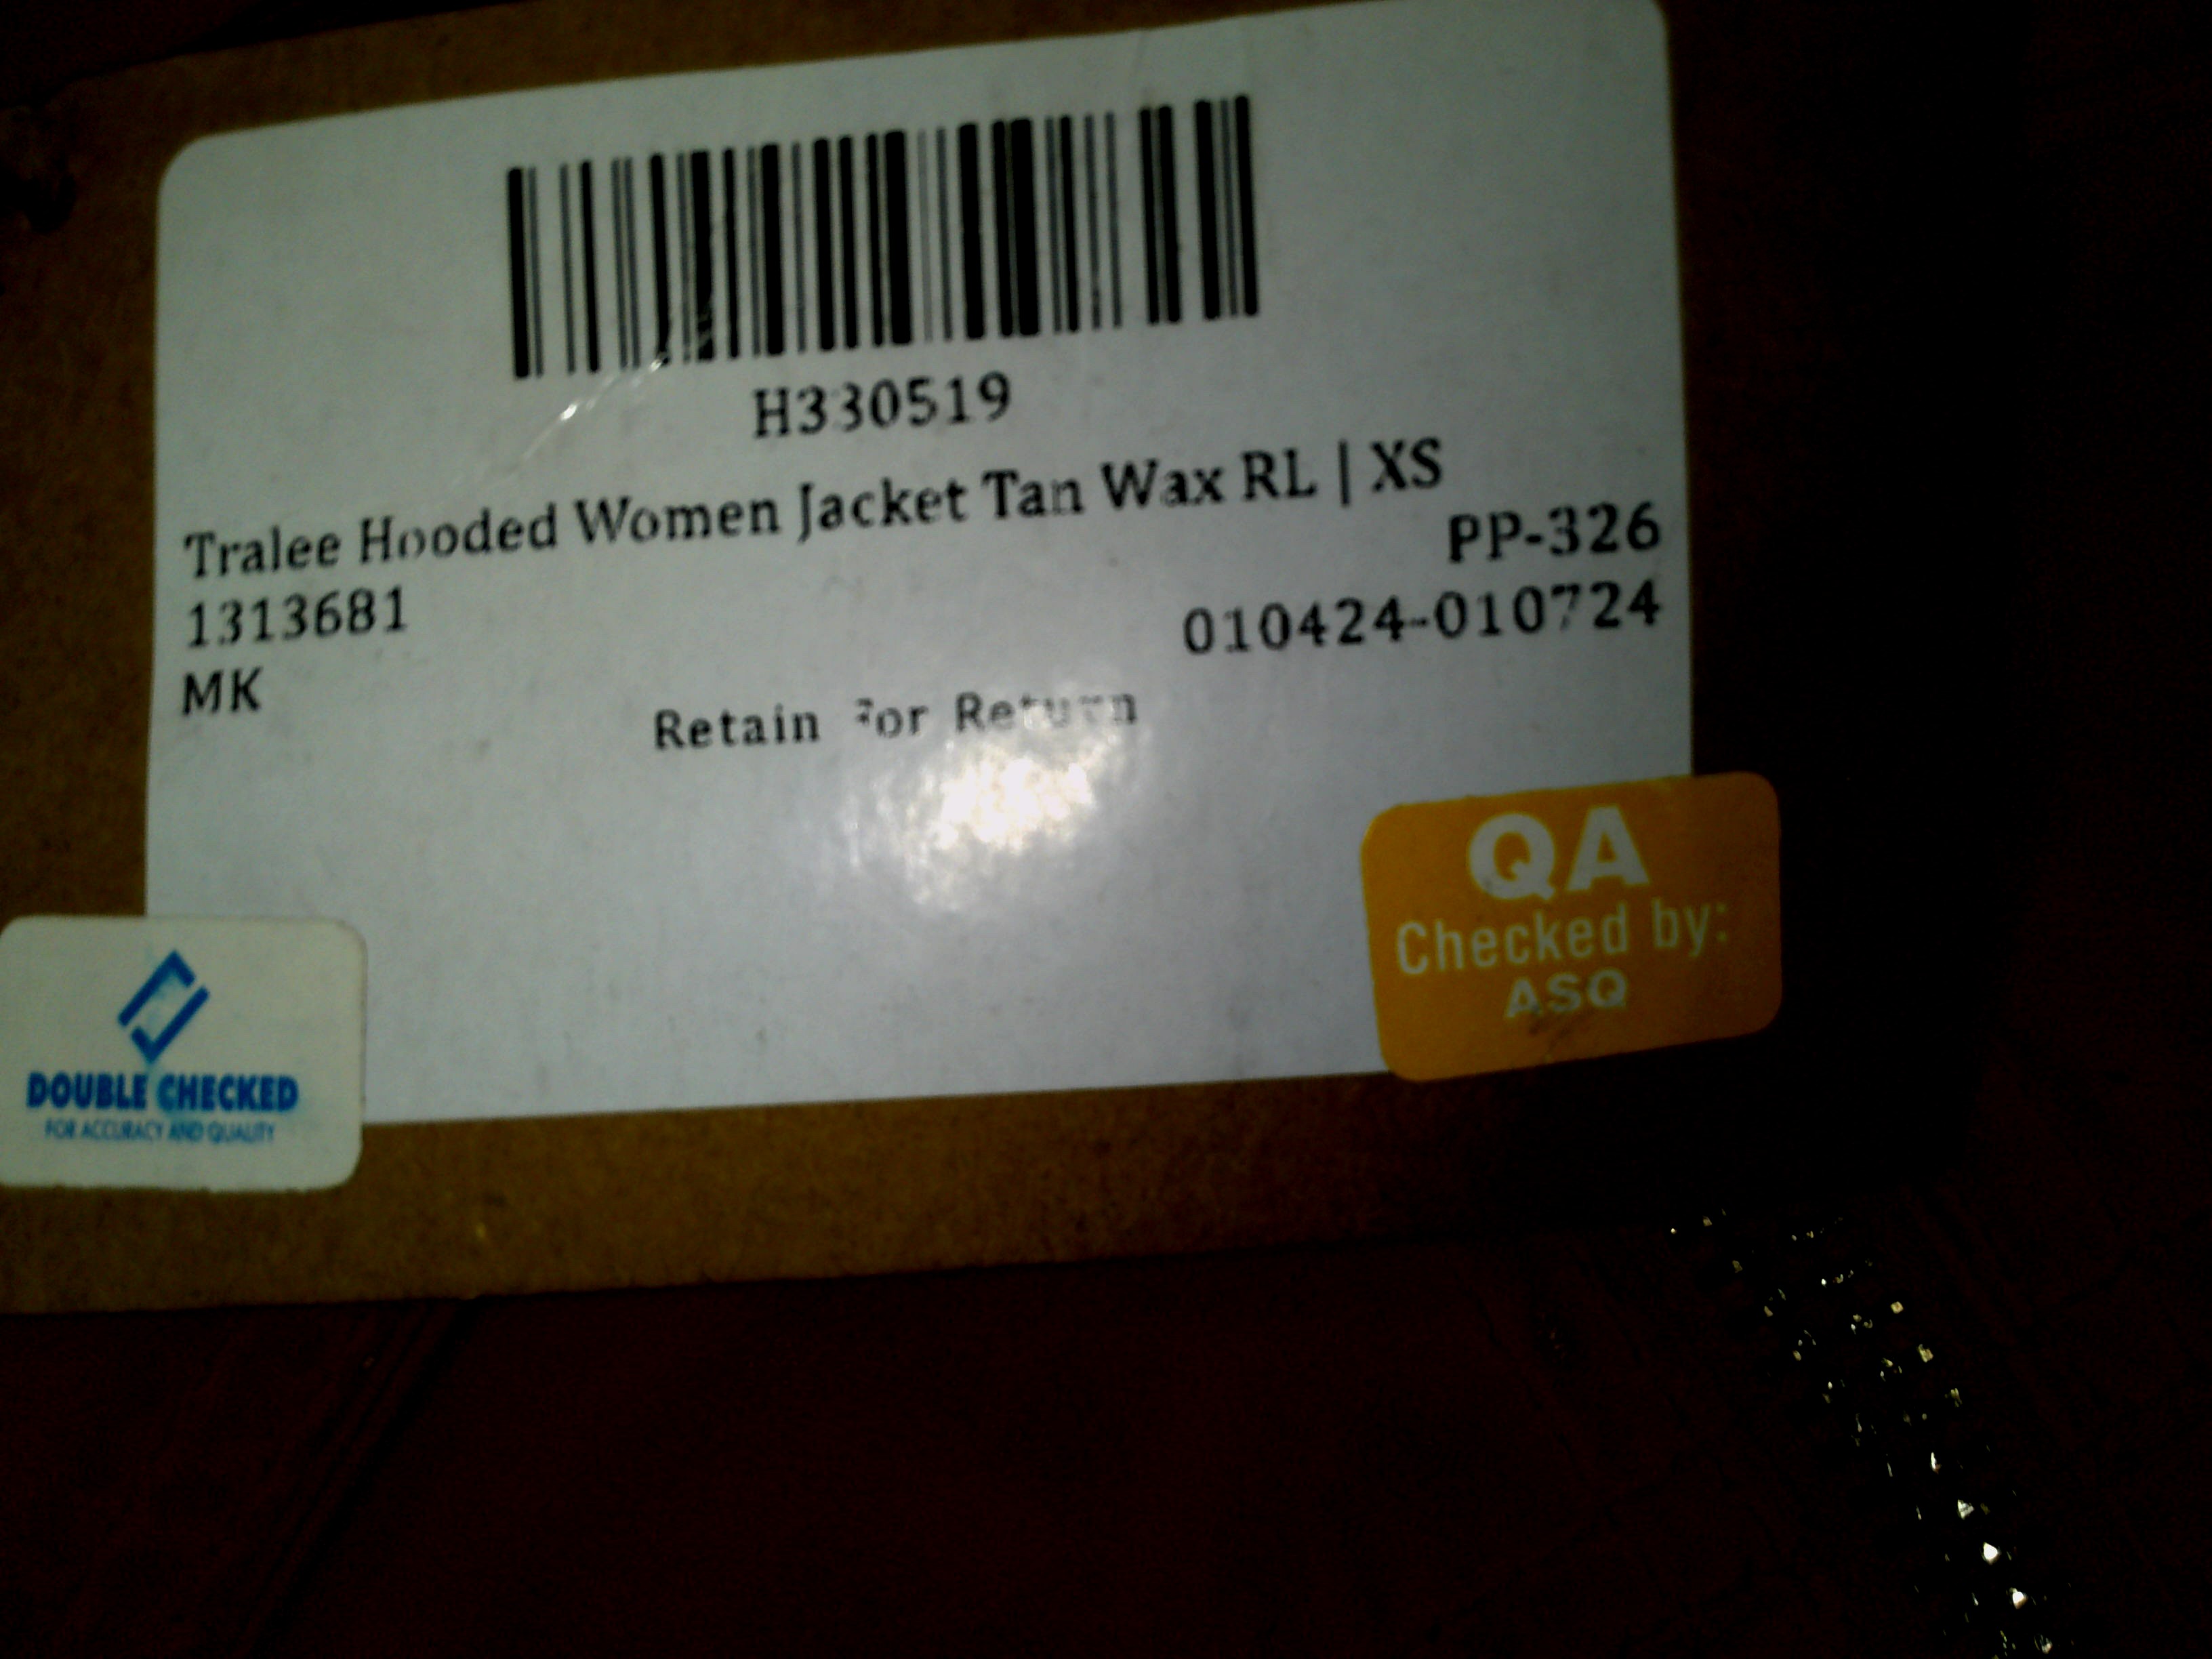 H330519
Tralee Hooded Women Jacket Tan Wax RL | XS
PP-326
1313681
010424-010724
MK
Retain For Return
QA
Checked by:
ASQ
DOUBLE CHECKED
FOR ACCURACY AND QUALITY